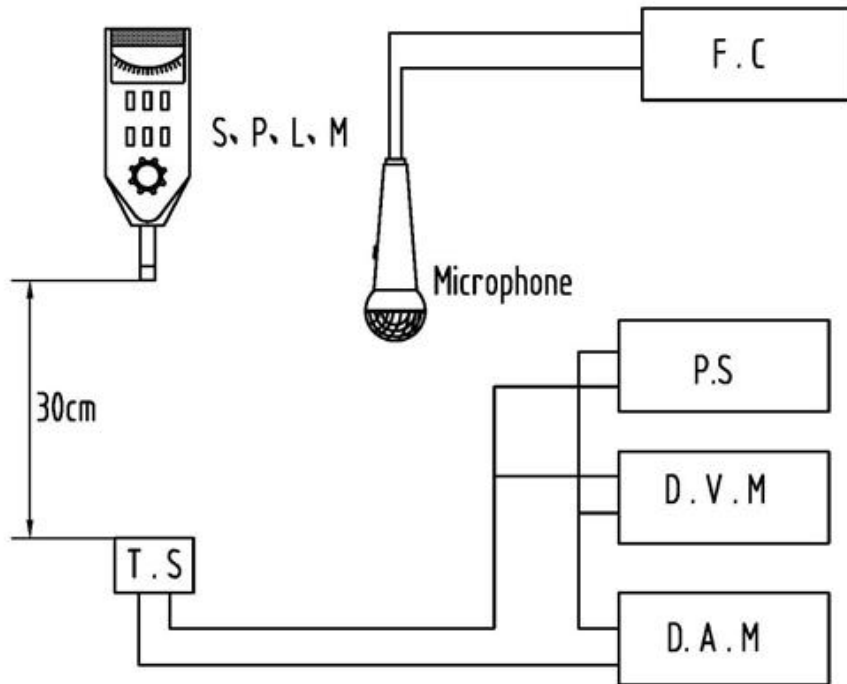 F . C
S、P、L、M
Microphone
P.S
30cm
D . V . M
T . S
D. A . M